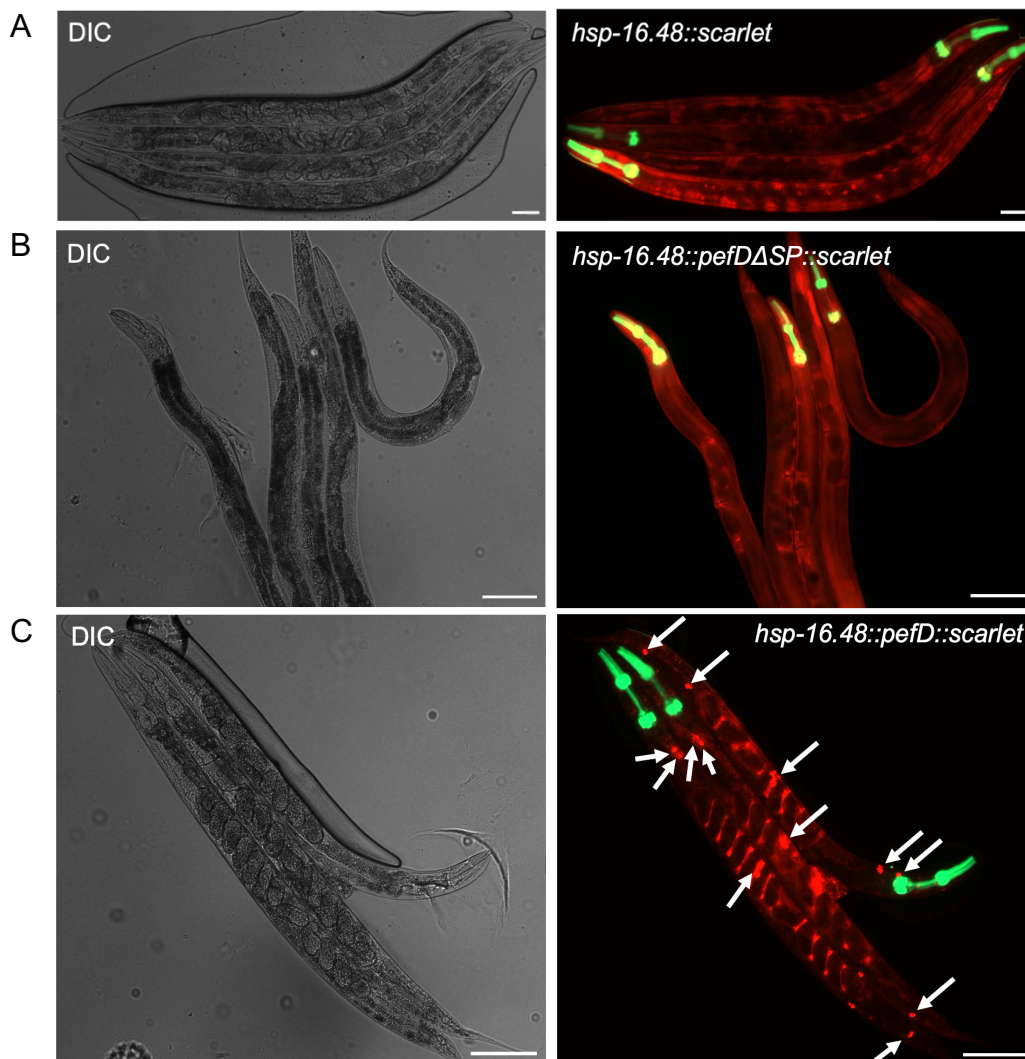 A
DIC
hsp-16.48::scarlet
B
DIC
hsp-16.48::pefDΔSP::scarlet
C
DIC
hsp-16.48::pefD::scarlet